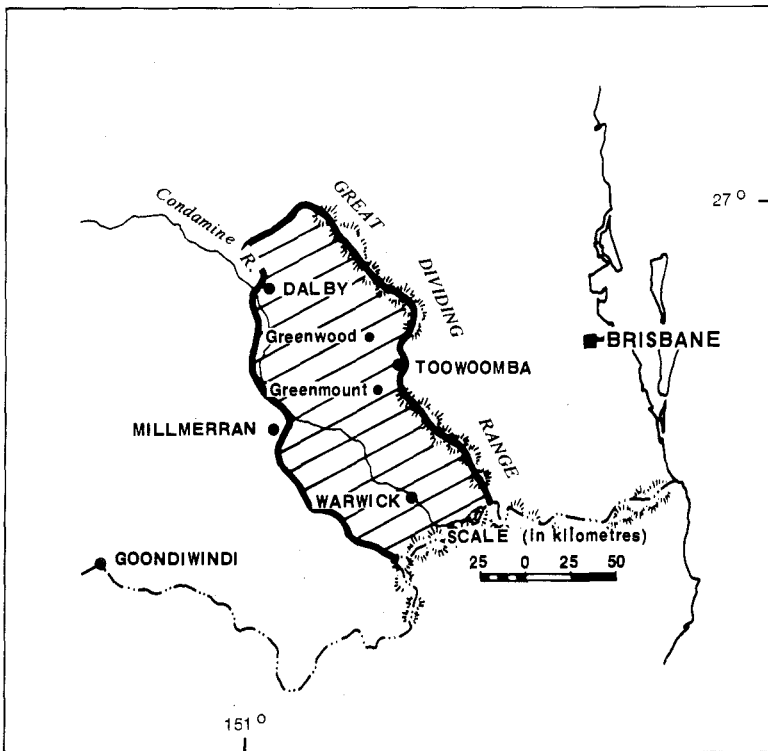 27°
GREAT
Condamine R.
DIVIDING
DALBY
Greenwood
BRISBANE
TOOWOOMBA
Greenmount
RANGE
MILLMERRAN
WARWICK
SCALE (in kilometres)
GOONDIWINDI
25 0 25 50
151°